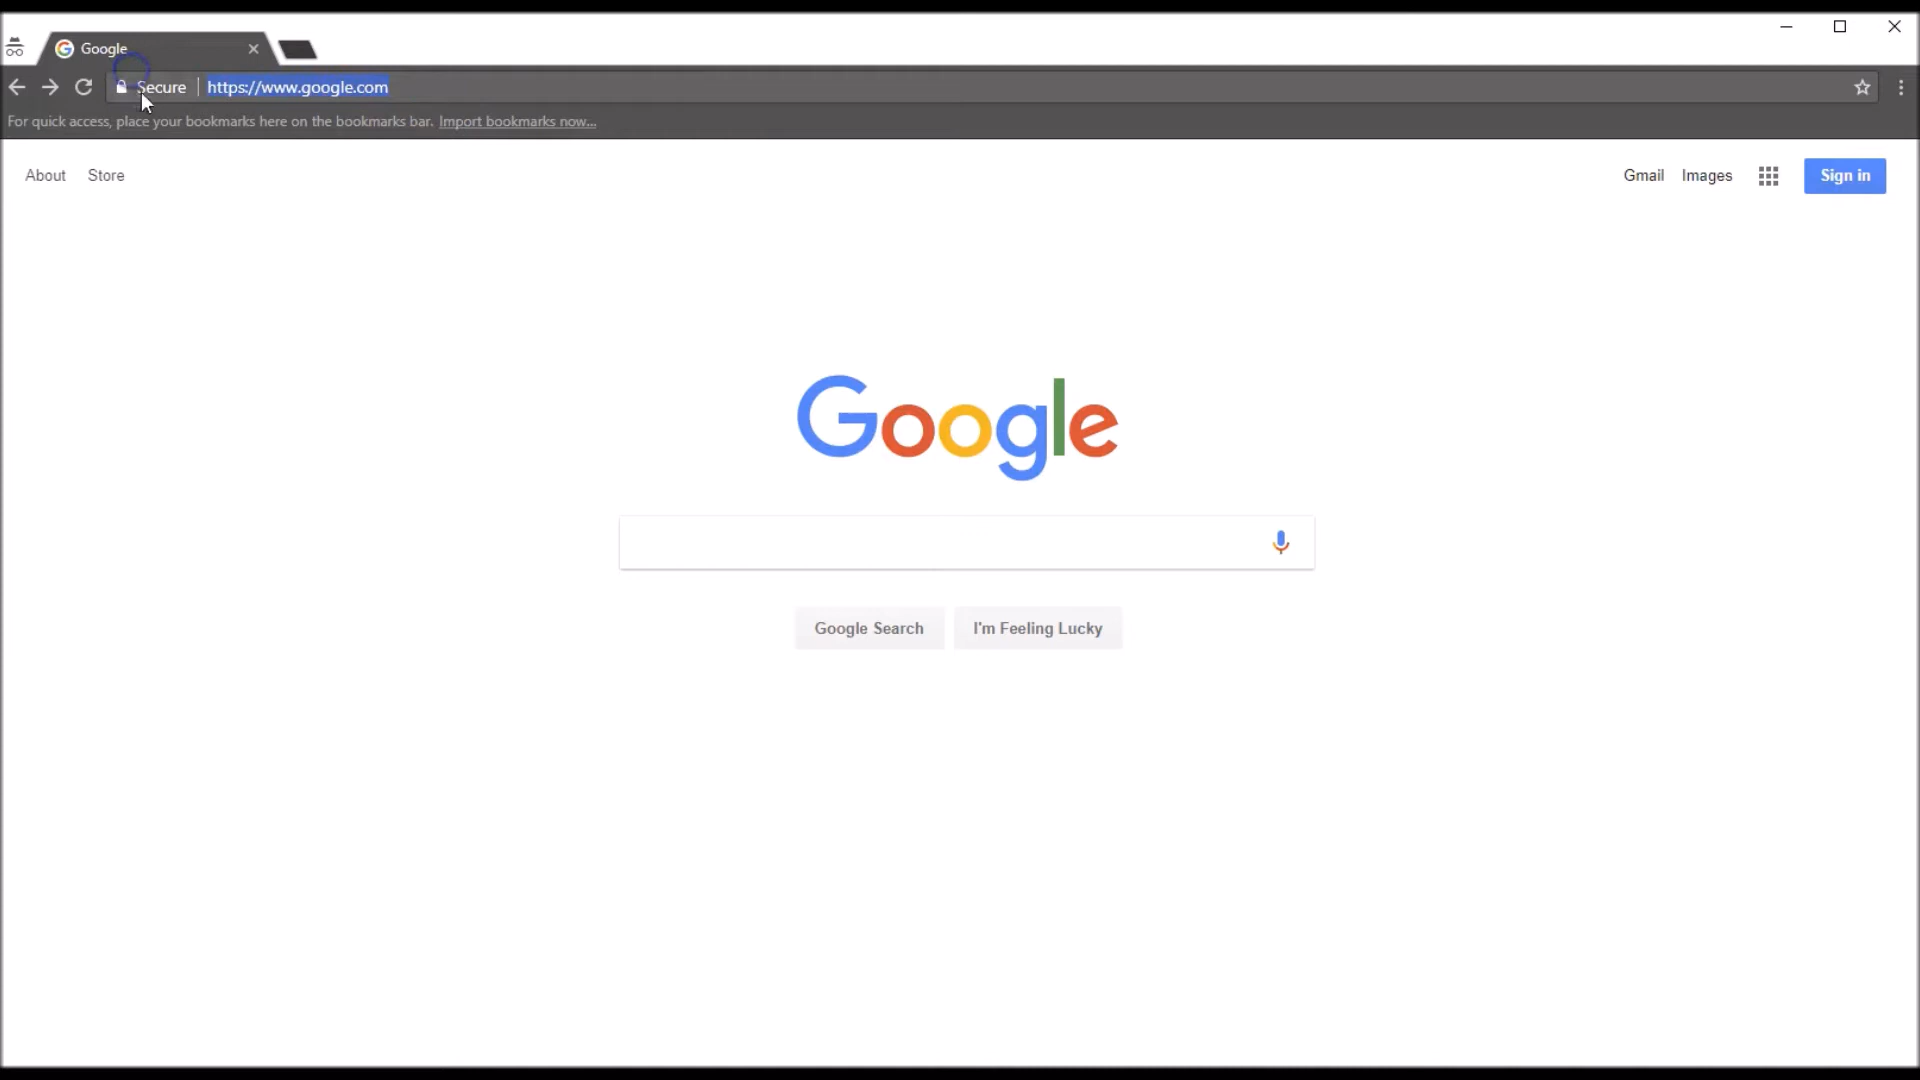 Google
Secure
https://www.google.com
For quick access, place your bookmarks here on the bookmarks bar. Import bookmarks now...
About Store
Gmail Images Sign in
Google
Google Search I'm Feeling Lucky